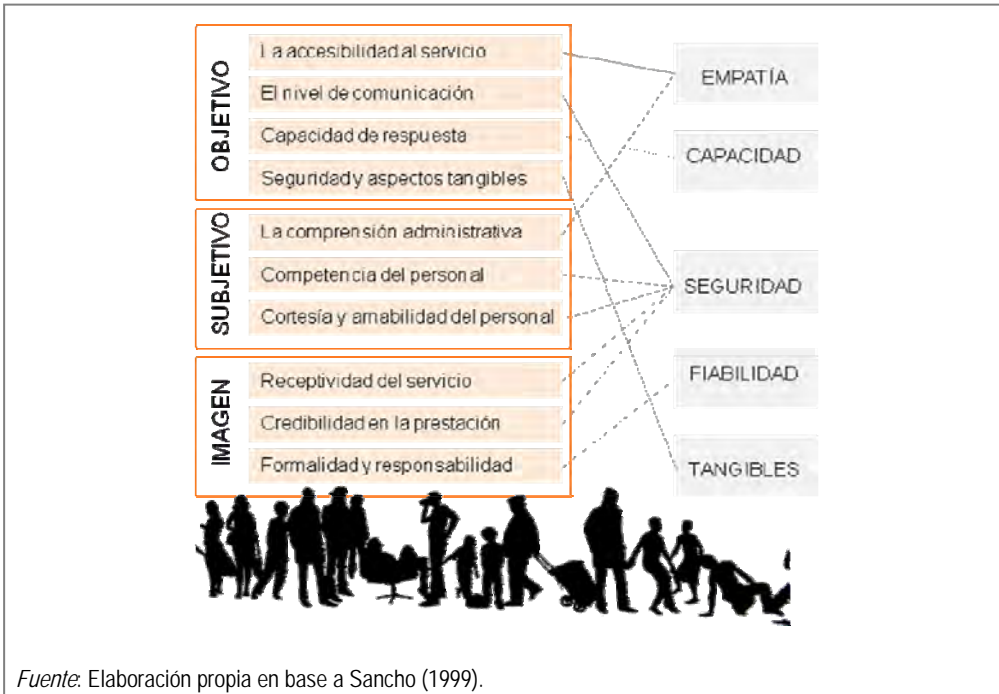 OBJETIVO
La accesibilidad al servicio
El nivel de comunicación
Capacidad de respuesta
Seguridad y aspectos tangibles
SUBJETIVO
La comprensión administrativa
Competencia del personal
Cortesía y amabilidad del personal
IMAGEN
Receptividad del servicio
Credibilidad en la prestación
Formalidad y responsabilidad
EMPATÍA
CAPACIDAD
SEGURIDAD
FIABILIDAD
TANGIBLES
Fuente: Elaboración propia en base a Sancho (1999).